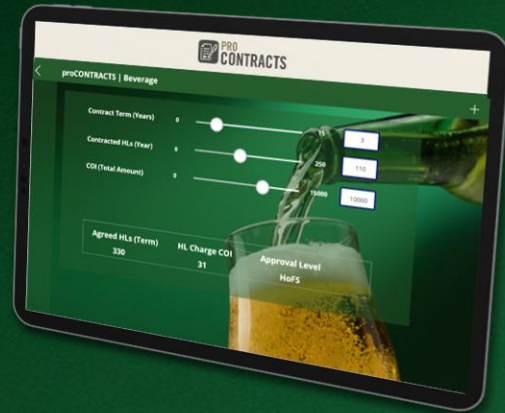 PRO
CONTRACTS
proCONTRACTS | Beverage
+
Contract Term (Years) 0 3
Contracted HLs (Year) 0 250 110
COI (Total Amount) 0 15000 10000
Agreed HLs (Term) HL Charge COI Approval Level
330 31 HoFS